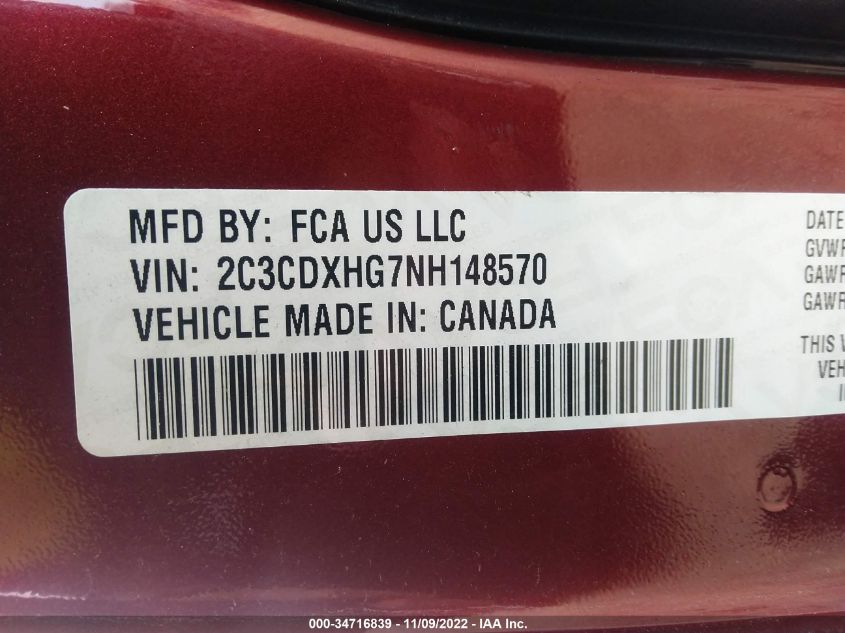 MFD BY: FCA US LLC
VIN: 2C3CDXHG7NH148570
VEHICLE MADE IN: CANADA
DATE
GVWR
GAWR
GAWR
THIS
000-34716839 - 11/09/2022 - IAA Inc.